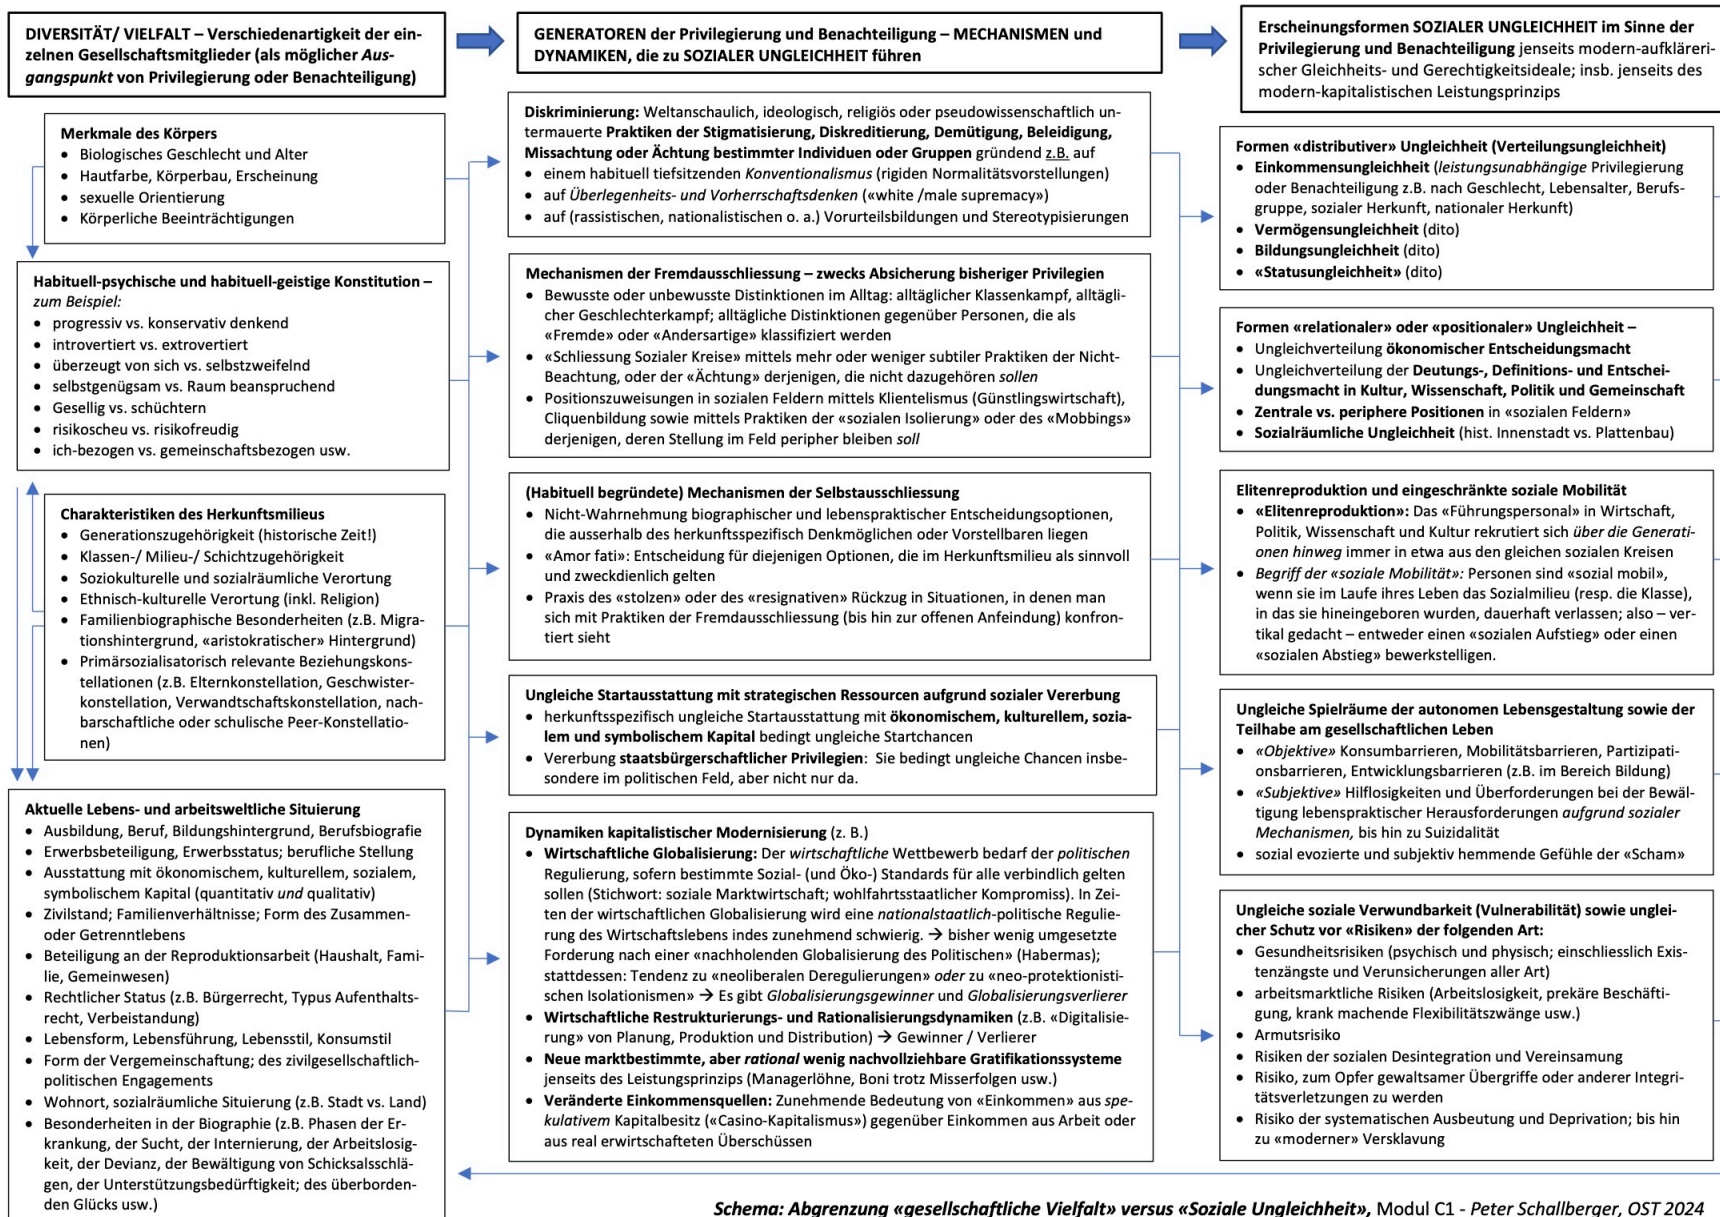 DIVERSITÄT/ VIELFALT – Verschiedenartigkeit der ein-
zelnen Gesellschaftsmitglieder (als möglicher Aus-
gangspunkt von Privilegierung oder Benachteiligung)
Merkmale des Körpers
• Biologisches Geschlecht und Alter
• Hautfarbe, Körperbau, Erscheinung
• sexuelle Orientierung
• Körperliche Beeinträchtigungen
Habituell-psychische und habituell-geistige Konstitution –
zum Beispiel:
• progressiv vs. konservativ denkend
• introvertiert vs. extrovertiert
• überzeugt von sich vs. selbstzweifelnd
• selbstgenügsam vs. Raum beanspruchend
• Gesellig vs. schüchtern
• risikoscheu vs. risikofreudig
• ich-bezogen vs. gemeinschaftsbezogen usw.
Charakteristiken des Herkunftsmilieus
• Generationszugehörigkeit (historische Zeit!)
• Klassen-/ Milieu-/ Schichtzugehörigkeit
• Soziokulturelle und sozialräumliche Verortung
• Ethnisch-kulturelle Verortung (inkl. Religion)
• Familienbiographische Besonderheiten (z.B. Migra-
tionshintergrund, «aristokratischer» Hintergrund)
• Primärsozialisatorisch relevante Beziehungskons-
tellationen (z.B. Elternkonstellation, Geschwister-
konstellation, Verwandtschaftskonstellation, nach-
barschaftliche oder schulische Peer-Konstellatio-
nen)
Aktuelle Lebens- und arbeitsweltliche Situierung
• Ausbildung, Beruf, Bildungshintergrund, Berufsbiografie
• Erwerbsbeteiligung, Erwerbsstatus; berufliche Stellung
• Ausstattung mit ökonomischem, kulturellem, sozialem,
symbolischem Kapital (quantitativ und qualitativ)
• Zivilstand; Familienverhältnisse; Form des Zusammen-
oder Getrenntlebens
• Beteiligung an der Reproduktionsarbeit (Haushalt, Fami-
lie, Gemeinwesen)
• Rechtlicher Status (z.B. Bürgerrecht, Typus Aufenthalts-
recht, Verbeistandung)
• Lebensform, Lebensführung, Lebensstil, Konsumstil
• Form der Vergemeinschaftung; des zivilgesellschaftlich-
politischen Engagements
• Wohnort, sozialräumliche Situierung (z.B. Stadt vs. Land)
• Besonderheiten in der Biographie (z.B. Phasen der Er-
krankung, der Sucht, der Internierung, der Arbeitslosig-
keit, der Devianz, der Bewältigung von Schicksalsschlä-
gen, der Unterstützungsbedürftigkeit; des überborden-
den Glücks usw.)
GENERATOREN der Privilegierung und Benachteiligung – MECHANISMEN und
DYNAMIKEN, die zu SOZIALER UNGLEICHHEIT führen
Diskriminierung: Weltanschaulich, ideologisch, religiös oder pseudowissenschaftlich un-
termauerte Praktiken der Stigmatisierung, Diskreditierung, Demütigung, Beleidigung,
Missachtung oder Ächtung bestimmter Individuen oder Gruppen gründend z.B. auf
• einem habituell tiefsitzenden Konventionalismus (rigiden Normalitätsvorstellungen)
• auf Überlegenheits- und Vorherrschaftsdenken («white /male supremacy»)
• auf (rassistischen, nationalistischen o. a.) Vorurteilsbildungen und Stereotypisierungen
Mechanismen der Fremdausschliessung – zwecks Absicherung bisheriger Privilegien
• Bewusste oder unbewusste Distinktionen im Alltag: alltäglicher Klassenkampf, alltägli-
cher Geschlechterkampf; alltägliche Distinktionen gegenüber Personen, die als
«Fremde» oder «Andersartige» klassifiziert werden
• «Schliessung Sozialer Kreise» mittels mehr oder weniger subtiler Praktiken der Nicht-
Beachtung, oder der «Ächtung» derjenigen, die nicht dazugehören sollen
• Positionszuweisungen in sozialen Feldern mittels Klientelismus (Günstlingswirtschaft),
Cliquenbildung sowie mittels Praktiken der «sozialen Isolierung» oder des «Mobbings»
derjenigen, deren Stellung im Feld peripher bleiben soll
(Habituell begründete) Mechanismen der Selbstausschliessung
• Nicht-Wahrnehmung biographischer und lebenspraktischer Entscheidungsoptionen,
die ausserhalb des herkunftsspezifisch Denkmöglichen oder Vorstellbaren liegen
• «Amor fati»: Entscheidung für diejenigen Optionen, die im Herkunftsmilieu als sinnvoll
und zweckdienlich gelten
• Praxis des «stolzen» oder des «resignativen» Rückzug in Situationen, in denen man
sich mit Praktiken der Fremdausschliessung (bis hin zur offenen Anfeindung) konfron-
tiert sieht
Ungleiche Startausstattung mit strategischen Ressourcen aufgrund sozialer Vererbung
• herkunftsspezifisch ungleiche Startausstattung mit ökonomischem, kulturellem, sozia-
lem und symbolischem Kapital bedingt ungleiche Startchancen
• Vererbung staatsbürgerschaftlicher Privilegien: Sie bedingt ungleiche Chancen insbe-
sondere im politischen Feld, aber nicht nur da.
Dynamiken kapitalistischer Modernisierung (z. B.)
• Wirtschaftliche Globalisierung: Der wirtschaftliche Wettbewerb bedarf der politischen
Regulierung, sofern bestimmte Sozial- (und Öko-) Standards für alle verbindlich gelten
sollen (Stichwort: soziale Marktwirtschaft; wohlfahrtsstaatlicher Kompromiss). In Zei-
ten der wirtschaftlichen Globalisierung wird eine nationalstaatlich-politische Regulie-
rung des Wirtschaftslebens indes zunehmend schwierig. → bisher wenig umgesetzte
Forderung nach einer «nachholenden Globalisierung des Politischen» (Habermas);
stattdessen: Tendenz zu «neoliberalen Deregulierungen» oder zu «neo-protektionisti-
schen Isolationismen» → Es gibt Globalisierungsgewinner und Globalisierungsverlierer
• Wirtschaftliche Restrukturierungs- und Rationalisierungsdynamiken (z.B. «Digitalisie-
rung» von Planung, Produktion und Distribution) → Gewinner / Verlierer
• Neue marktbestimmte, aber rational wenig nachvollziehbare Gratifikationssysteme
jenseits des Leistungsprinzips (Managerlöhne, Boni trotz Misserfolgen usw.)
• Veränderte Einkommensquellen: Zunehmende Bedeutung von «Einkommen» aus spe-
kulativem Kapitalbesitz («Casino-Kapitalismus») gegenüber Einkommen aus Arbeit oder
aus real erwirtschafteten Überschüssen
Erscheinungsformen SOZIALER UNGLEICHHEIT im Sinne der
Privilegierung und Benachteiligung jenseits modern-aufkläreri-
scher Gleichheits- und Gerechtigkeitsideale; insb. jenseits des
modern-kapitalistischen Leistungsprinzips
Formen «distributiver» Ungleichheit (Verteilungsungleichheit)
• Einkommensungleichheit (leistungsunabhängige Privilegierung
oder Benachteiligung z.B. nach Geschlecht, Lebensalter, Berufs-
gruppe, sozialer Herkunft, nationaler Herkunft)
• Vermögensungleichheit (dito)
• Bildungsungleichheit (dito)
• «Statusungleichheit» (dito)
Formen «relationaler» oder «positionaler» Ungleichheit –
• Ungleichverteilung ökonomischer Entscheidungsmacht
• Ungleichverteilung der Deutungs-, Definitions- und Entschei-
dungsmacht in Kultur, Wissenschaft, Politik und Gemeinschaft
• Zentrale vs. periphere Positionen in «sozialen Feldern»
• Sozialräumliche Ungleichheit (hist. Innenstadt vs. Plattenbau)
Elitenreproduktion und eingeschränkte soziale Mobilität
• «Elitenreproduktion»: Das «Führungspersonal» in Wirtschaft,
Politik, Wissenschaft und Kultur rekrutiert sich über die Generati-
onen hinweg immer in etwa aus den gleichen sozialen Kreisen
• Begriff der «soziale Mobilität»: Personen sind «sozial mobil»,
wenn sie im Laufe ihres Leben das Sozialmilieu (resp. die Klasse),
in das sie hineingeboren wurden, dauerhaft verlassen; also – ver-
tikal gedacht – entweder einen «sozialen Aufstieg» oder einen
«sozialen Abstieg» bewerkstelligen.
Ungleiche Spielräume der autonomen Lebensgestaltung sowie der
Teilhabe am gesellschaftlichen Leben
• «Objektive» Konsumbarrieren, Mobilitätsbarrieren, Partizipati-
onsbarrieren, Entwicklungsbarrieren (z.B. im Bereich Bildung)
• «Subjektive» Hilflosigkeiten und Überforderungen bei der Bewäl-
tigung lebenspraktischer Herausforderungen aufgrund sozialer
Mechanismen, bis hin zu Suizidalität
• sozial evozierte und subjektiv hemmende Gefühle der «Scham»
Ungleiche soziale Verwundbarkeit (Vulnerabilität) sowie unglei-
cher Schutz vor «Risiken» der folgenden Art:
• Gesundheitsrisiken (psychisch und physisch; einschliesslich Exis-
tenzängste und Verunsicherungen aller Art)
• arbeitsmarktliche Risiken (Arbeitslosigkeit, prekäre Beschäfti-
gung, krank machende Flexibilitätszwänge usw.)
• Armutsrisiko
• Risiken der sozialen Desintegration und Vereinsamung
• Risiko, zum Opfer gewaltsamer Übergriffe oder anderer Integri-
tätsverletzungen zu werden
• Risiko der systematischen Ausbeutung und Deprivation; bis hin
zu «moderner» Versklavung
Schema: Abgrenzung «gesellschaftliche Vielfalt» versus «Soziale Ungleichheit», Modul C1 - Peter Schallberger, OST 2024